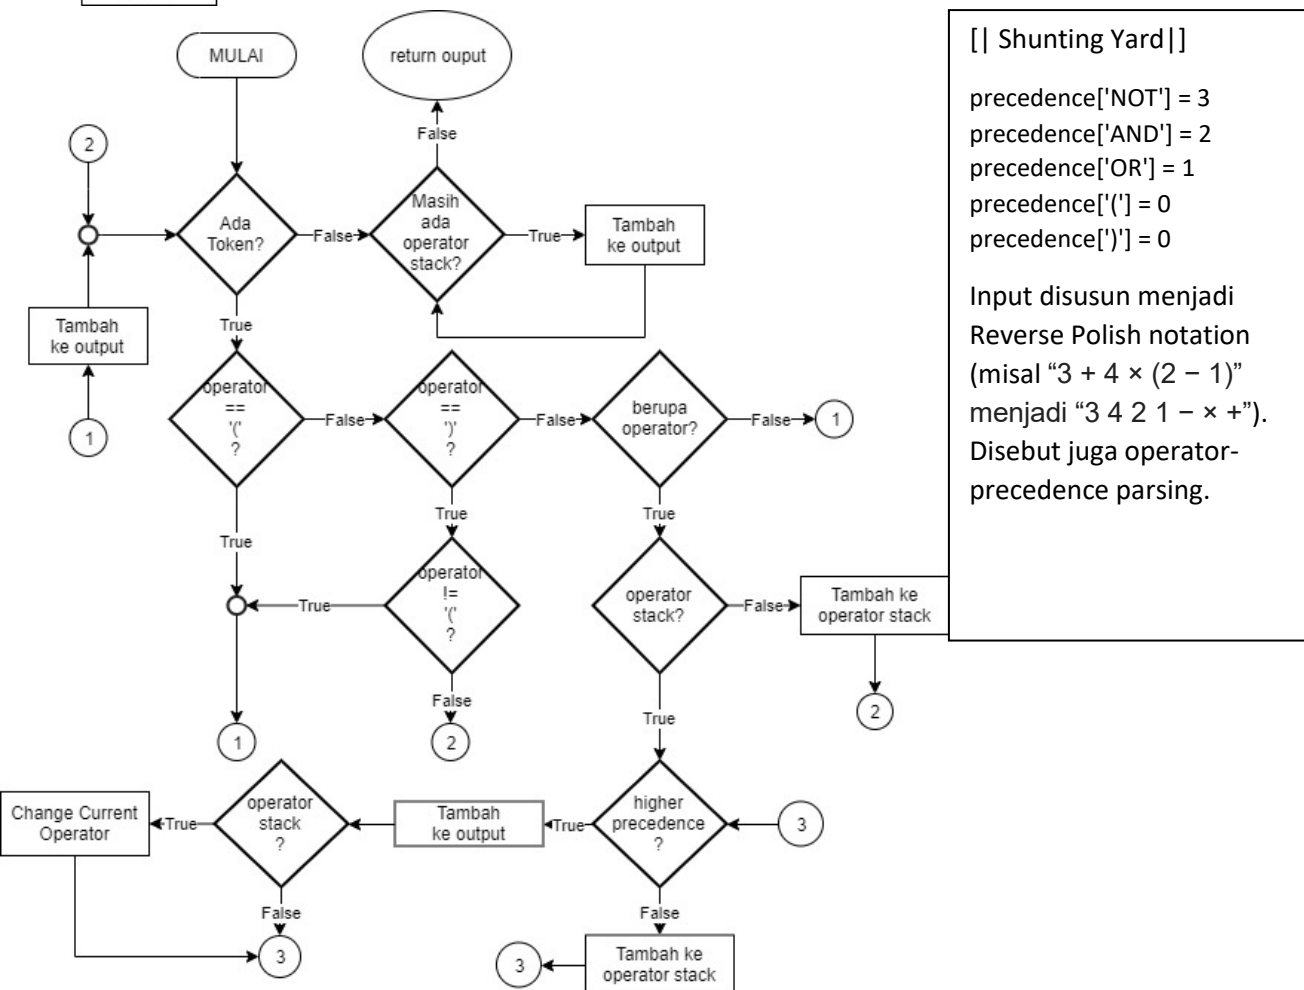 MULAI
return ouput
2
False
Ada
Token?
False
Masih
ada
operator
stack?
True
Tambah
ke output
Tambah
ke output
True
1
operator
==
'('
?
False
operator
==
')'
?
False
berupa
operator?
False
1
True
True
True
operator
!=
'('
?
True
operator
stack?
False
Tambah ke
operator stack
False
True
1
2
2
Change Current
Operator
True
operator
stack
?
Tambah
ke output
True
higher
precedence
?
3
False
False
3
3
Tambah ke
operator stack
[| Shunting Yard|]
precedence['NOT'] = 3
precedence['AND'] = 2
precedence['OR'] = 1
precedence['('] = 0
precedence[')'] = 0
Input disusun menjadi
Reverse Polish notation
(misal “3 + 4 × (2 − 1)”
menjadi “3 4 2 1 − × +”).
Disebut juga operator-
precedence parsing.